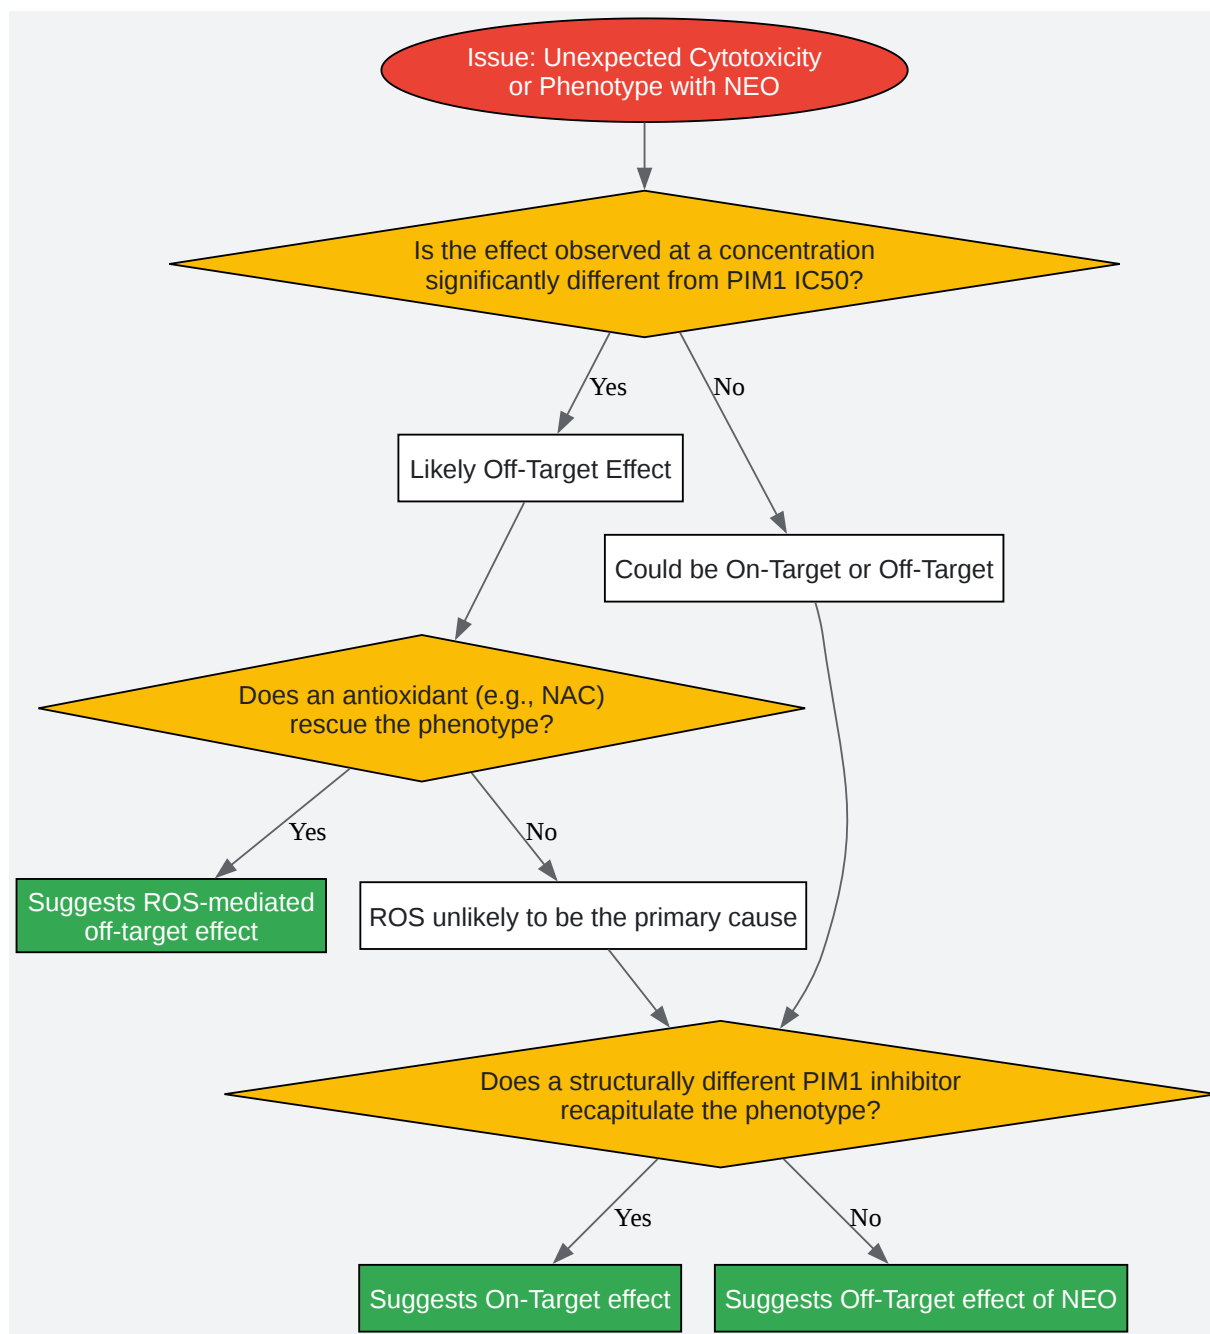 Issue: Unexpected Cytotoxicity
or Phenotype with NEO
Is the effect observed at a concentration
significantly different from PIM1 IC50?
Yes
No
Likely Off-Target Effect
Could be On-Target or Off-Target
Does an antioxidant (e.g., NAC)
rescue the phenotype?
Yes
No
Suggests ROS-mediated
off-target effect
ROS unlikely to be the primary cause
Does a structurally different PIM1 inhibitor
recapitulate the phenotype?
Yes
No
Suggests On-Target effect
Suggests Off-Target effect of NEO